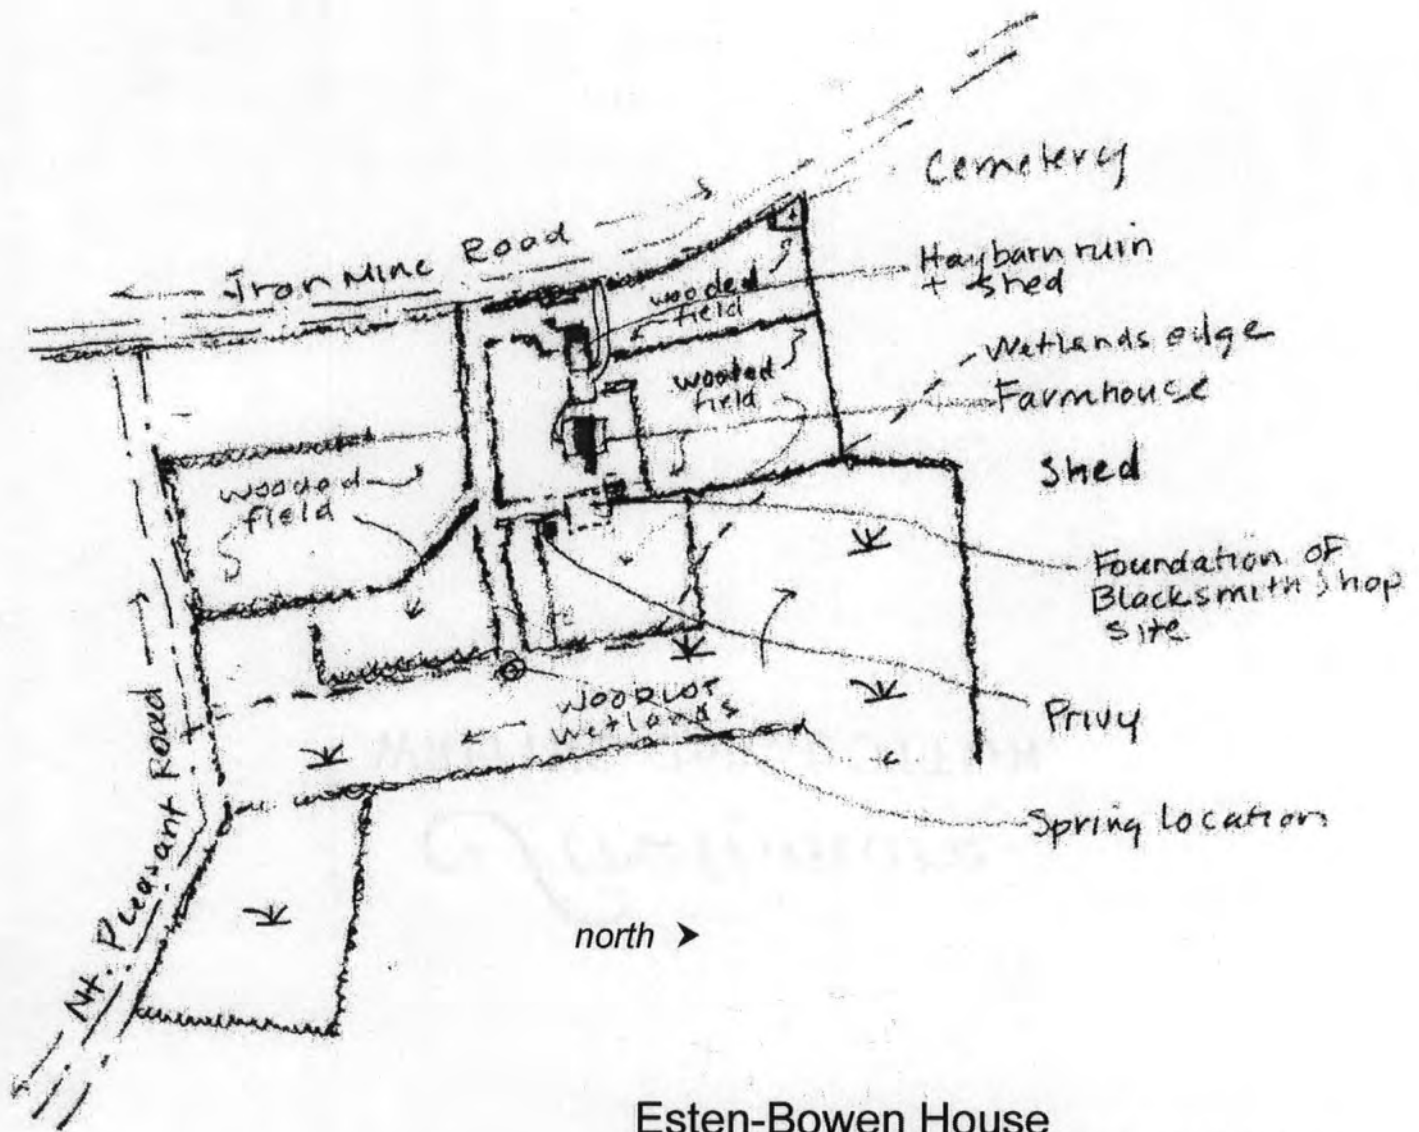 Cemetery
Iron Mine Road
Haybarn ruin
+ shed
wooded
field
Wetlands edge
wooded
field
Farmhouse
Shed
wooded
field
Foundation of
Blacksmith Shop
site
Privy
Woodlot
Wetlands
Mt. Pleasant Road
Spring Location
north
Esten-Bowen House